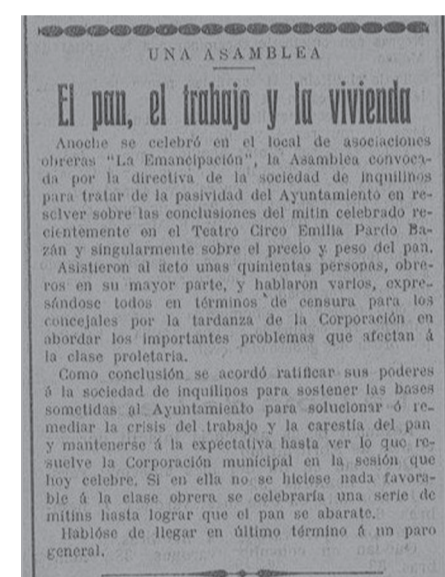 UNA ASAMBLEA
El pan, el trabajo y la vivienda
Anoche se celebró en el local de asociaciones
obreras "La Emancipación", la Asamblea convoca-
da por la directiva de la sociedad de inquilinos
para tratar de la pasividad del Ayuntamiento en re-
solver sobre las conclusiones del mitin celebrado re-
cientemente en el Teatro Circo Emilia Pardo Ba-
zán y singularmente sobre el precio y peso del pan.
Asistieron al acto unas quinientas personas, obre-
ros en su mayor parte, y hablaron varios, expre-
sándose todos en términos de censura para los
concejales por la tardanza de la Corporación en
abordar los importantes problemas que afectan á
la clase proletaria.
Como conclusión se acordó ratificar sus poderes
á la sociedad de inquilinos para sostener las bases
sometidas al Ayuntamiento para solucionar ó re-
mediar la crisis del trabajo y la carestía del pan
y mantenerse á la expectativa hasta ver lo que re-
suelve la Corporación municipal en la sesión que
hoy celebre. Si en ella no se hiciese nada favora-
ble á la clase obrera se celebraría una serie de
mitins hasta lograr que el pan se abarate.
Hablóse de llegar en último término á un paro
general.